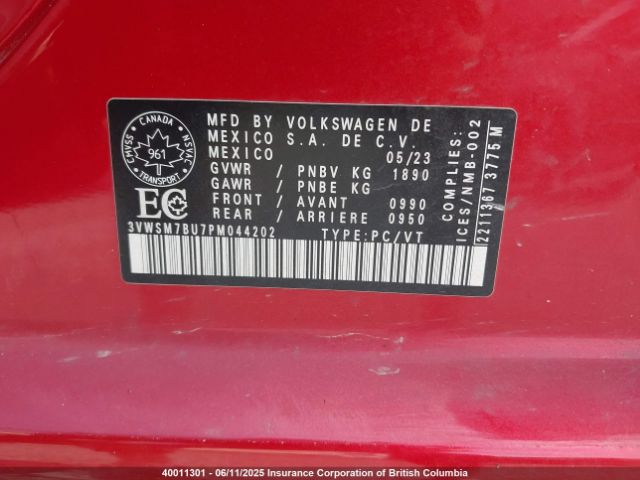 CANADA
CMVSS
NSVAC
961
TRANSPORT
EC
MFD BY VOLKSWAGEN DE
MEXICO S.A. DE C.V.
MEXICO 05/23
GVWR / PNBV KG 1890
GAWR / PNBE KG
FRONT / AVANT 0990
REAR / ARRIERE 0950
3VWSM7BU7PM044202 TYPE:PC/VT
COMPLIES:
ICES/NMB-002
2211367 3775 M
40011301 - 06/11/2025 Insurance Corporation of British Columbia